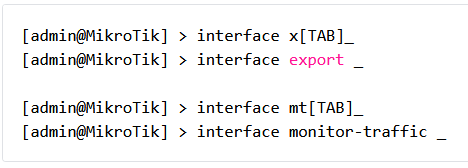 [admin@MikroTik] > interface x[TAB]_
[admin@MikroTik] > interface export _
[admin@MikroTik] > interface mt[TAB]_
[admin@MikroTik] > interface monitor-traffic _